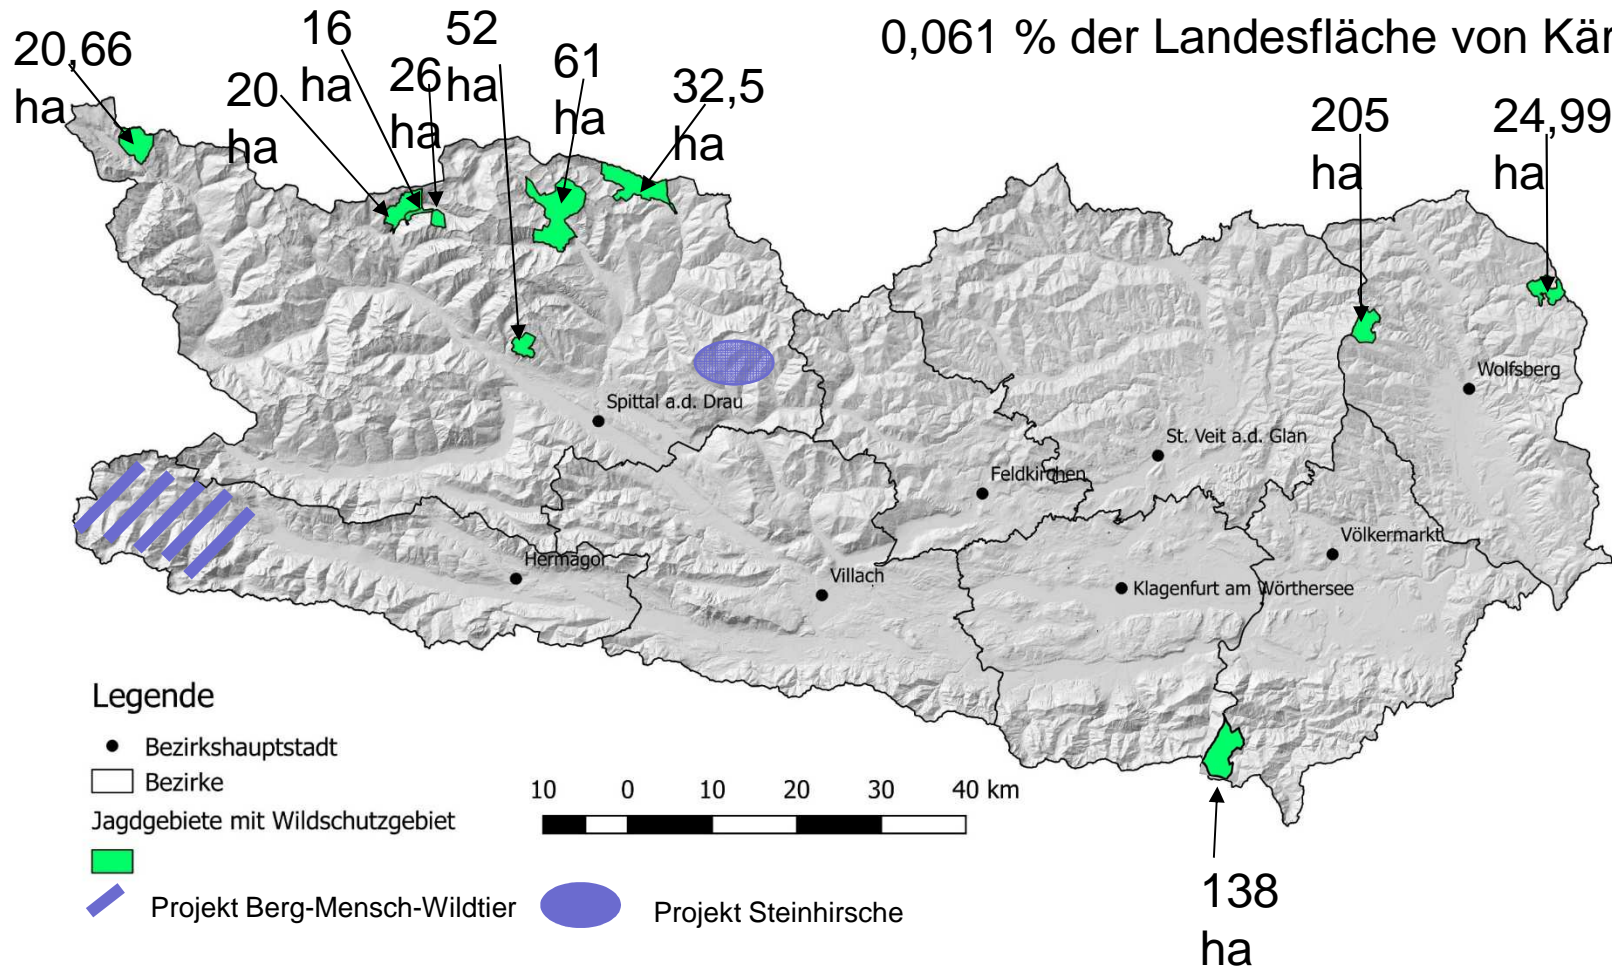 0,061 % der Landesfläche von Kär
20,66
ha
20
ha
16
ha
26
ha
52
ha
61
ha
32,5
ha
205
ha
24,99
ha
Wolfsberg
Spittal a.d. Drau
St. Veit a.d. Glan
Feldkirchen
Völkermarkt
Hermagor
Villach
Klagenfurt am Wörthersee
Legende
Bezirkshauptstadt
Bezirke
Jagdgebiete mit Wildschutzgebiet
10 0 10 20 30 40 km
Projekt Berg-Mensch-Wildtier
Projekt Steinhirsche
138
ha